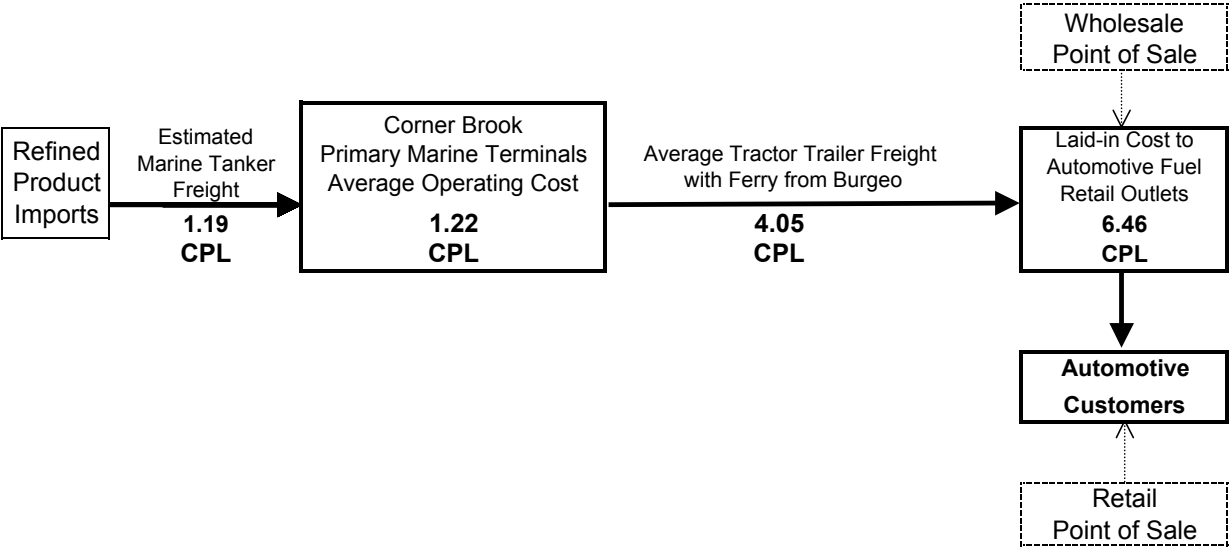 Wholesale
Point of Sale
Refined
Product
Imports
Estimated
Marine Tanker
Freight
1.19
CPL
Corner Brook
Primary Marine Terminals
Average Operating Cost
1.22
CPL
Average Tractor Trailer Freight
with Ferry from Burgeo
4.05
CPL
Laid-in Cost to
Automotive Fuel
Retail Outlets
6.46
CPL
Automotive
Customers
Retail
Point of Sale